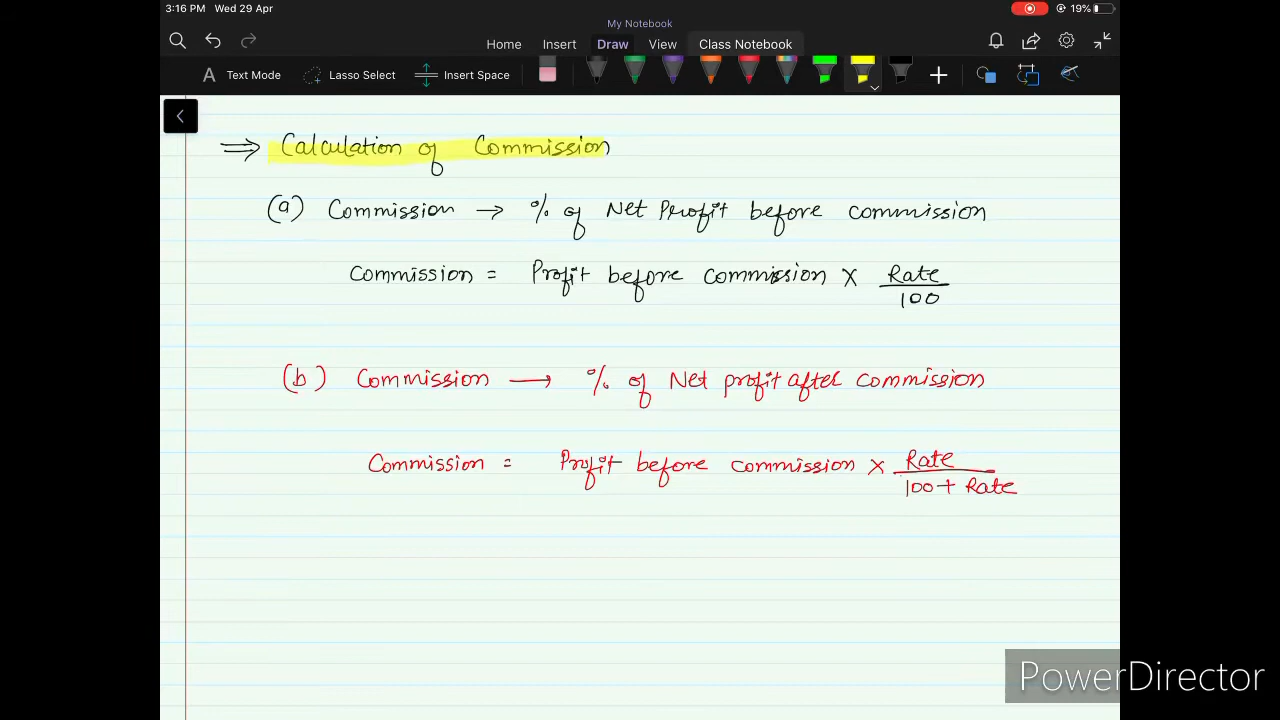 3:16 PM Wed 29 Apr
19%
My Notebook
Home Insert Draw View Class Notebook
Text Mode Lasso Select Insert Space
⇒ Calculation of Commission
(a) Commission → % of Net Profit before commission
Commission = Profit before commission × Rate
100
(b) Commission → % of Net profit after commission
Commission = Profit before commission × Rate
100 + Rate
PowerDirector